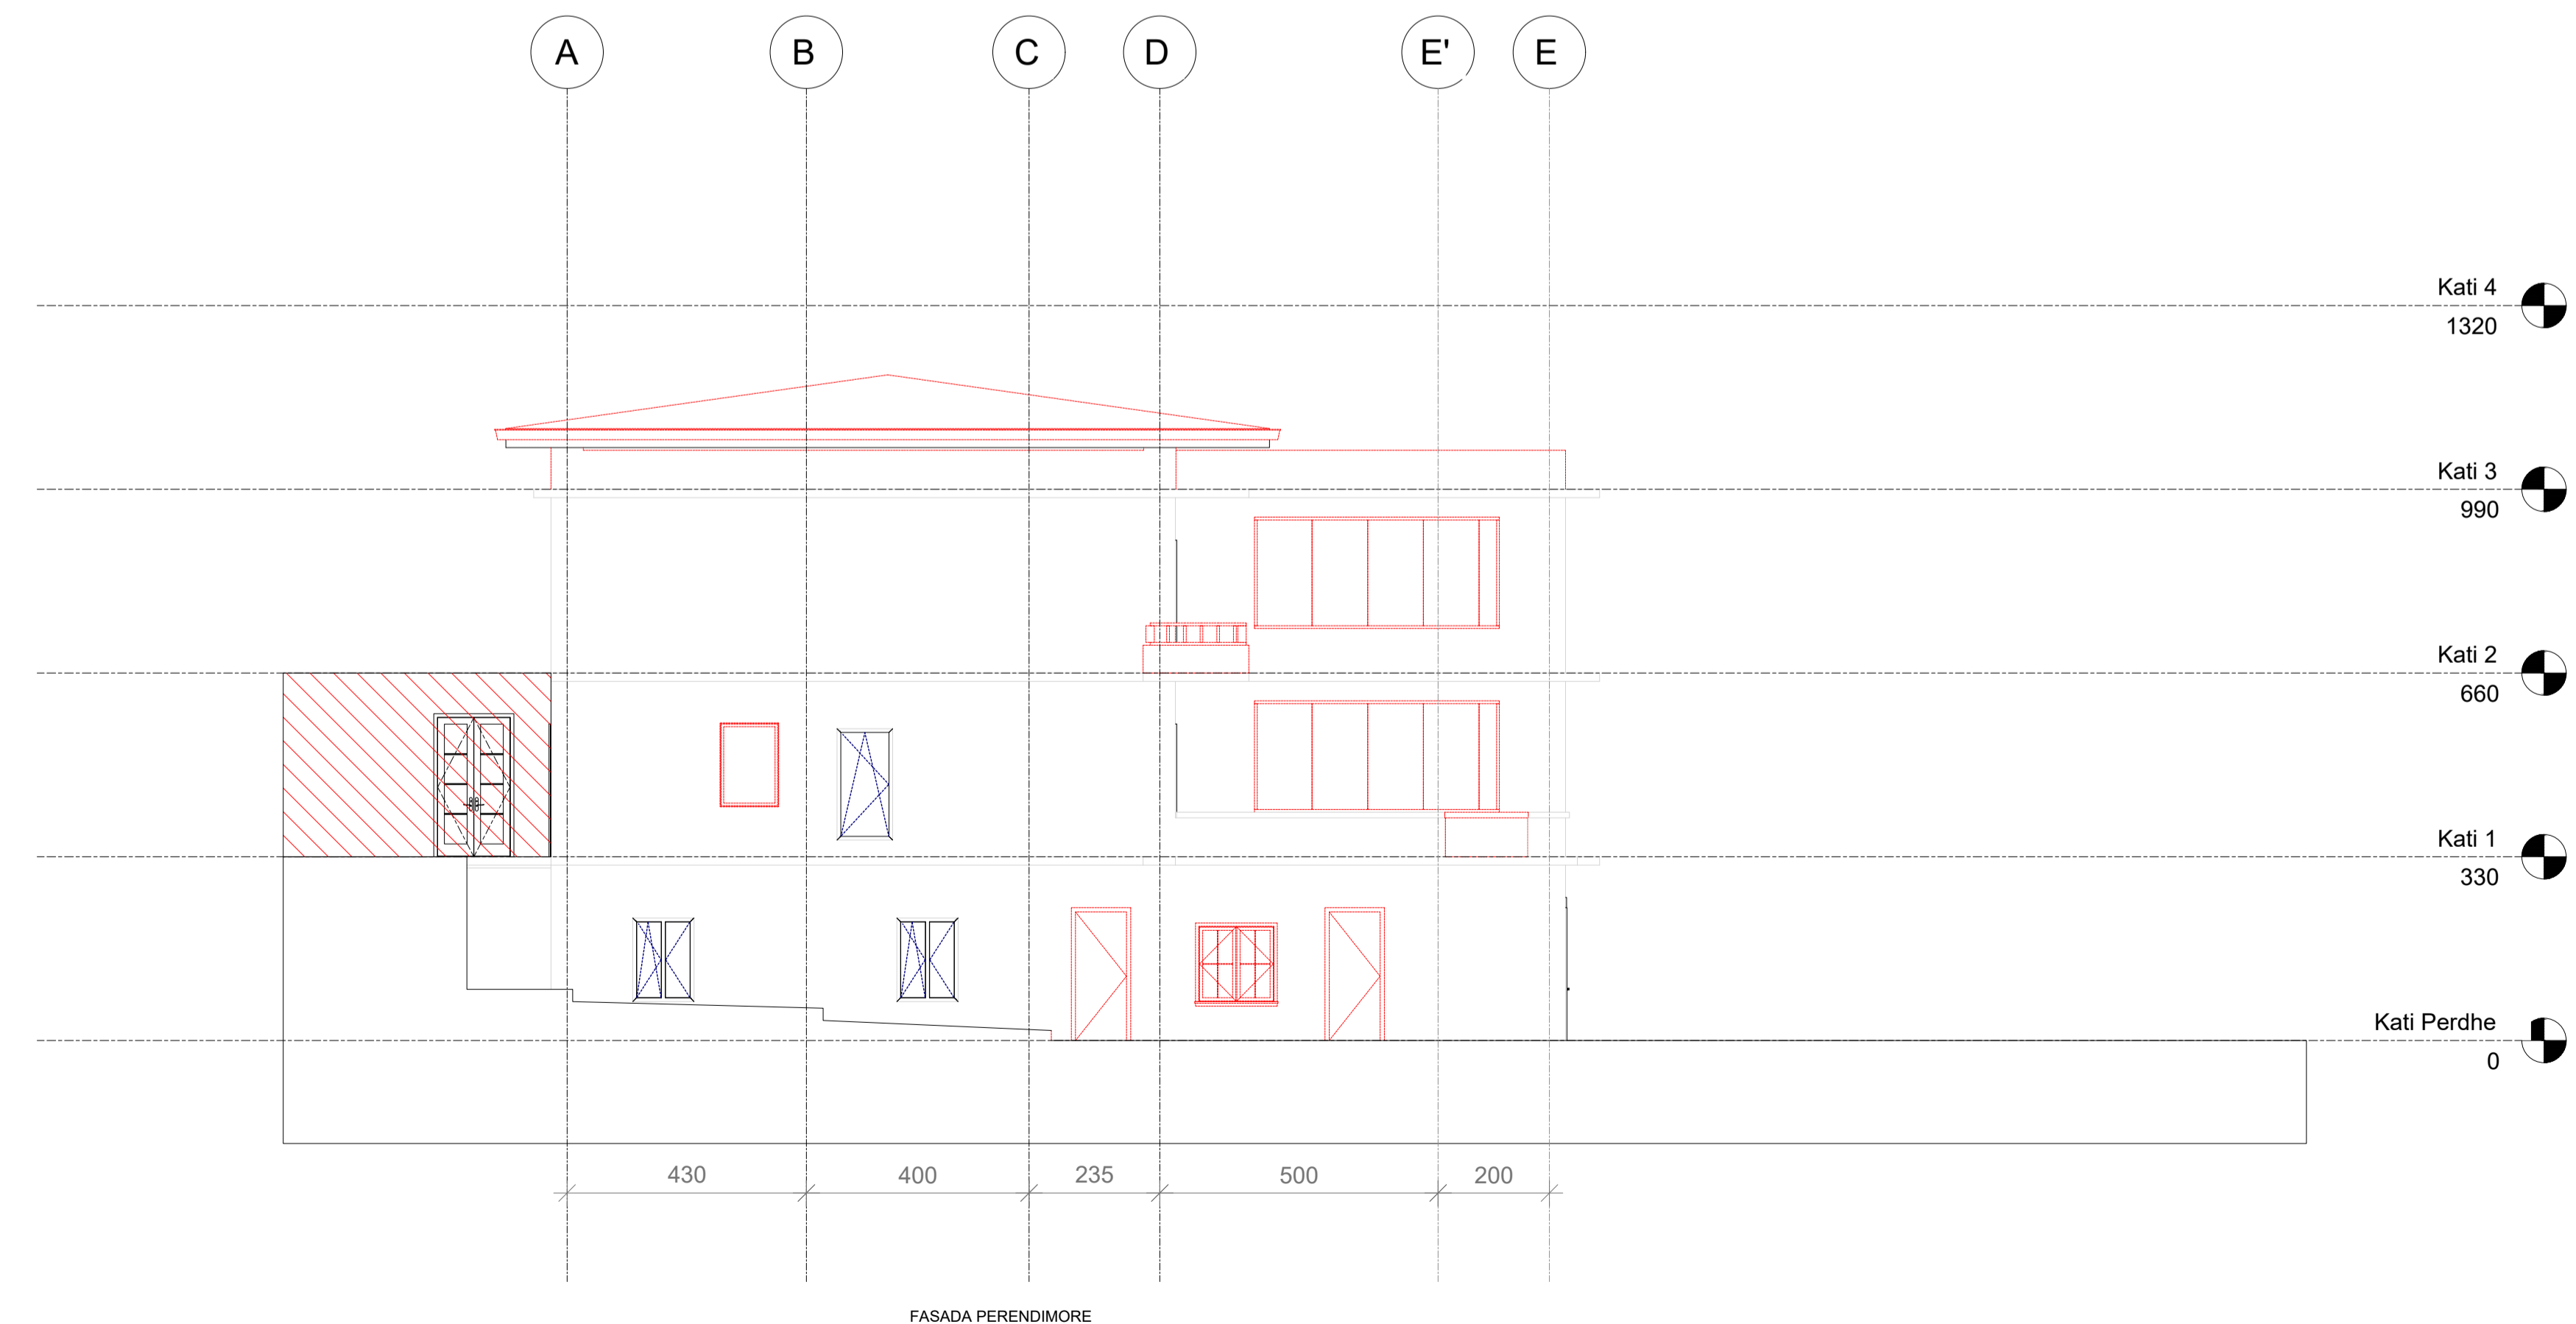 A B C D E' E
Kati 4
1320
Kati 3
990
Kati 2
660
Kati 1
330
Kati Perdhe
0
430 400 235 500 200
FASADA PERENDIMORE